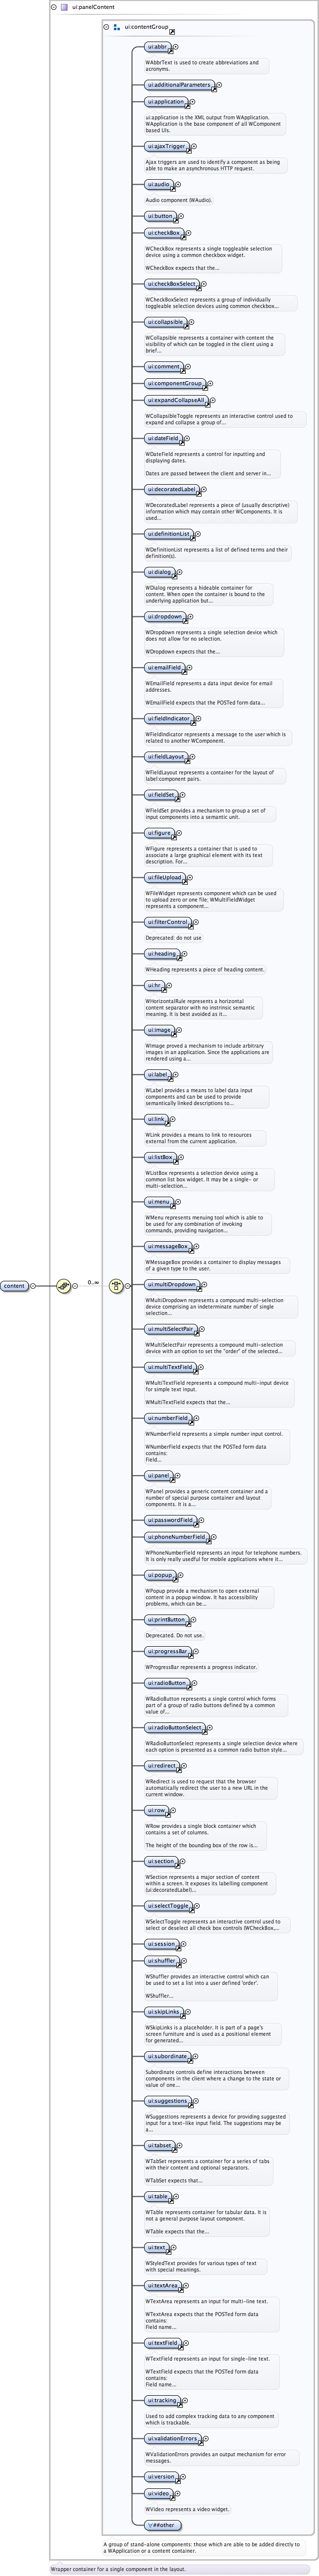 ui:panelContent
ui:contentGroup
ui:abbr
WAbbrText is used to create abbreviations and
acronyms.
ui:additionalParameters
ui:application
ui:application is the XML output from WApplication.
WApplication is the base component of all WComponent
based UIs.
ui:ajaxTrigger
Ajax triggers are used to identify a component as being
able to make an asynchronous HTTP request.
ui:audio
Audio component (WAudio).
ui:button
ui:checkBox
WCheckBox represents a single toggleable selection
device using a common checkbox widget.
WCheckBox expects that the...
ui:checkBoxSelect
WCheckBoxSelect represents a group of individually
toggleable selection devices using common checkbox...
ui:collapsible
WCollapsible represents a container with content the
visibility of which can be toggled in the client using a
brief...
ui:comment
ui:componentGroup
ui:expandCollapseAll
WCollapsibleToggle represents an interactive control used to
expand and collapse a group of...
ui:dateField
WDateField represents a control for inputting and
displaying dates.
Dates are passed between the client and server in...
ui:decoratedLabel
WDecoratedLabel represents a piece of (usually descriptive)
information which may contain other WComponents. It is
used...
ui:definitionList
WDefinitionList represents a list of defined terms and their
definition(s).
ui:dialog
WDialog represents a hideable container for
content. When open the container is bound to the
underlying application but...
ui:dropdown
WDropdown represents a single selection device which
does not allow for no selection.
WDropdown expects that the...
ui:emailField
WEmailField represents a data input device for email
addresses.
WEmailField expects that the POSTed form data...
ui:fieldIndicator
WFieldIndicator represents a message to the user which is
related to another WComponent.
ui:fieldLayout
WFieldLayout represents a container for the layout of
label:component pairs.
ui:fieldSet
WFieldSet provides a mechanism to group a set of
input components into a semantic unit.
ui:figure
WFigure represents a container that is used to
associate a large graphical element with its text
description. For...
ui:fileUpload
WFileWidget represents component which can be used
to upload zero or one file; WMultiFileWidget
represents a component...
ui:filterControl
Deprecated: do not use
ui:heading
WHeading represents a piece of heading content.
ui:hr
WHorizontalRule represents a horizontal
content separator with no instrinsic semantic
meaning. It is best avoided as it...
ui:image
WImage proved a mechanism to include arbitrary
images in an application. Since the applications are
rendered using a...
ui:label
WLabel provides a means to label data input
components and can be used to provide
semantically linked descriptions to...
ui:link
WLink provides a means to link to resources
external from the current application.
ui:listBox
WListBox represents a selection device using a
common list box widget. It may be a single- or
multi-selection...
ui:menu
WMenu represents menuing tool which is able to
be used for any combination of invoking
commands, providing navigation...
ui:messageBox
WMessageBox provides a container to display messages
of a given type to the user.
content
0..∞
ui:multiDropdown
WMultiDropdown represents a compound multi-selection
device comprising an indeterminate number of single
selection...
ui:multiSelectPair
WMultiSelectPair represents a compound multi-selection
device with an option to set the "order" of the selected...
ui:multiTextField
WMultiTextField represents a compound multi-input device
for simple text input.
WMultiTextField expects that the...
ui:numberField
WNumberField represents a simple number input control.
WNumberField expects that the POSTed form data
contains:
Field...
ui:panel
WPanel provides a generic content container and a
number of special purpose container and layout
components. It is a...
ui:passwordField
ui:phoneNumberField
WPhoneNumberField represents an input for telephone numbers.
It is only really usedful for mobile applications where it...
ui:popup
WPopup provide a mechanism to open external
content in a popup window. It has accessibility
problems, which can be...
ui:printButton
Deprecated. Do not use.
ui:progressBar
WProgressBar represents a progress indicator.
ui:radioButton
WRadioButton represents a single control which forms
part of a group of radio buttons defined by a common
value of...
ui:radioButtonSelect
WRadioButtonSelect represents a single selection device where
each option is presented as a common radio button style...
ui:redirect
WRedirect is used to request that the browser
automatically redirect the user to a new URL in the
current window.
ui:row
WRow provides a single block container which
contains a set of columns.
The height of the bounding box of the row is...
ui:section
WSection represents a major section of content
within a screen. It exposes its labelling component
(ui:decoratedLabel)...
ui:selectToggle
WSelectToggle represents an interactive control used to
select or deselect all check box controls (WCheckBox,...
ui:session
ui:shuffler
WShuffler provides an interactive control which can
be used to set a list into a user defined 'order'.
WShuffler...
ui:skipLinks
WSkipLinks is a placeholder. It is part of a page's
screen furniture and is used as a positional element
for generated...
ui:subordinate
Subordinate controls define interactions between
components in the client where a change to the state or
value of one...
ui:suggestions
WSuggestions represents a device for providing suggested
input for a text-like input field. The suggestions may be
a...
ui:tabset
WTabSet represents a container for a series of tabs
with their content and optional separators.
WTabSet expects that...
ui:table
WTable represents container for tabular data. It is
not a general purpose layout component.
WTable expects that the...
ui:text
WStyledText provides for various types of text
with special meanings.
ui:textArea
WTextArea represents an input for multi-line text.
WTextArea expects that the POSTed form data
contains:
Field name...
ui:textField
WTextField represents an input for single-line text.
WTextField expects that the POSTed form data
contains:
Field name...
ui:tracking
Used to add complex tracking data to any component
which is trackable.
ui:validationErrors
WValidationErrors provides an output mechanism for error
messages.
ui:version
ui:video
WVideo represents a video widget.
##other
A group of stand-alone components: those which are able to be added directly to
a WApplication or a content container.
Wrapper container for a single component in the layout.